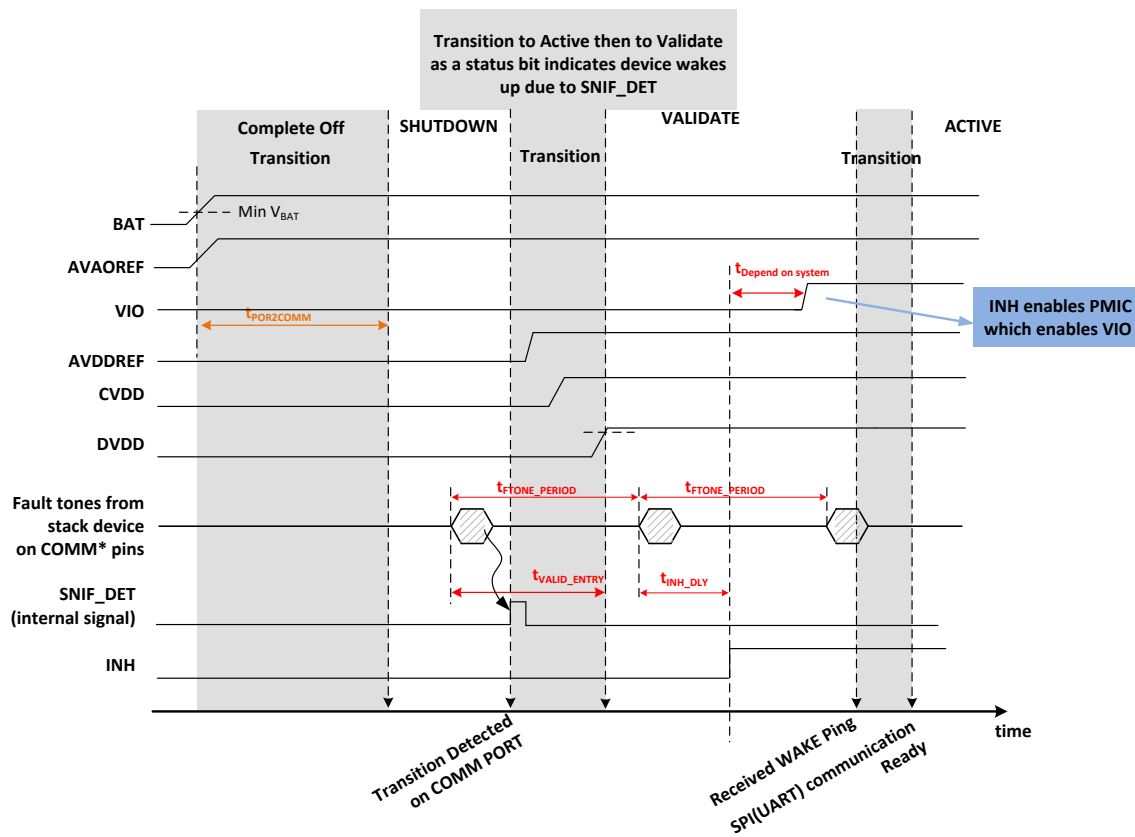 Transition to Active then to Validate
as a status bit indicates device wakes
up due to SNIF_DET
Complete Off
Transition
SHUTDOWN
Transition
VALIDATE
Transition
ACTIVE
BAT
Min VBAT
AVAOREF
tDepend on system
VIO
tPOR2COMM
INH enables PMIC
which enables VIO
AVDDREF
CVDD
DVDD
tFTONE_PERIOD
tFTONE_PERIOD
Fault tones from
stack device
on COMM* pins
tVALID_ENTRY
tINH_DLY
SNIF_DET
(internal signal)
INH
time
Transition Detected
on COMM PORT
Received WAKE Ping
SPI(UART) communication
Ready